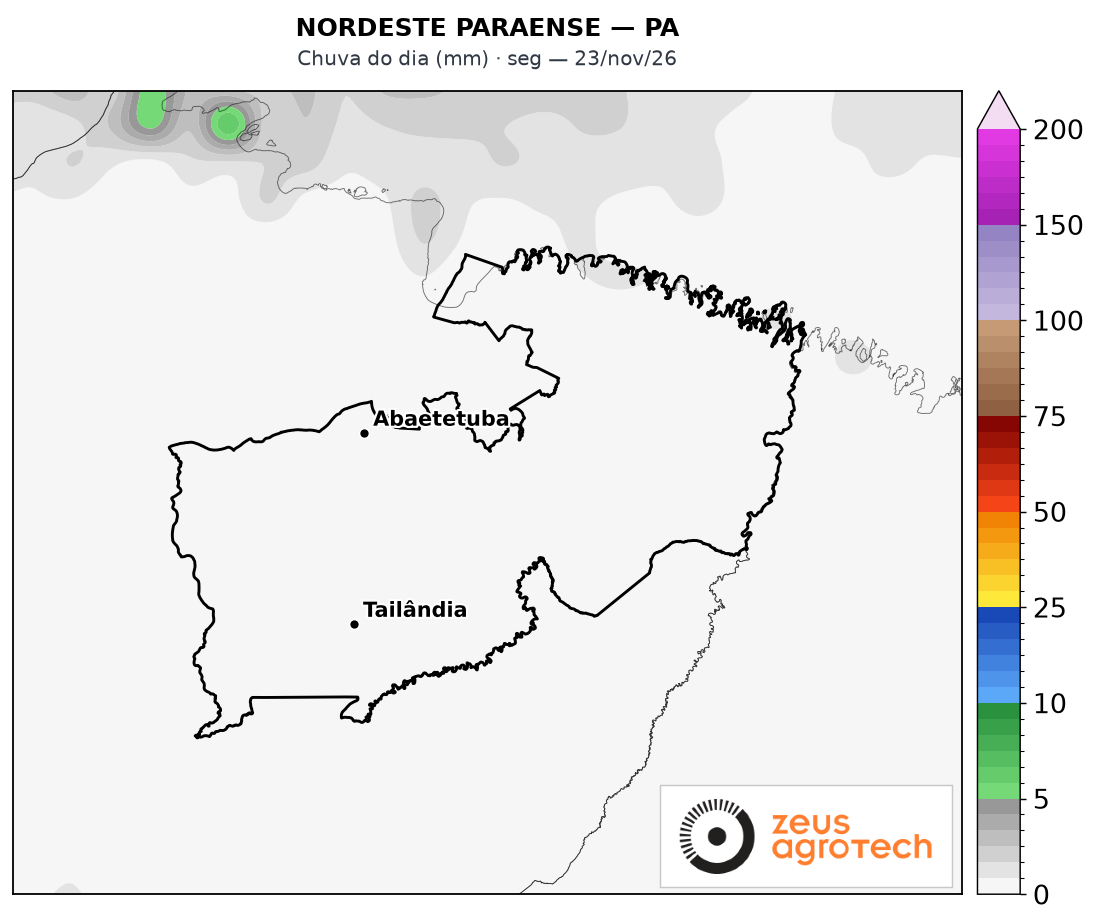 NORDESTE PARAENSE — PA
Chuva do dia (mm) · seg — 23/nov/26
200
150
100
75
50
25
10
5
0
Abaetetuba
Tailândia
zeus
agrotech